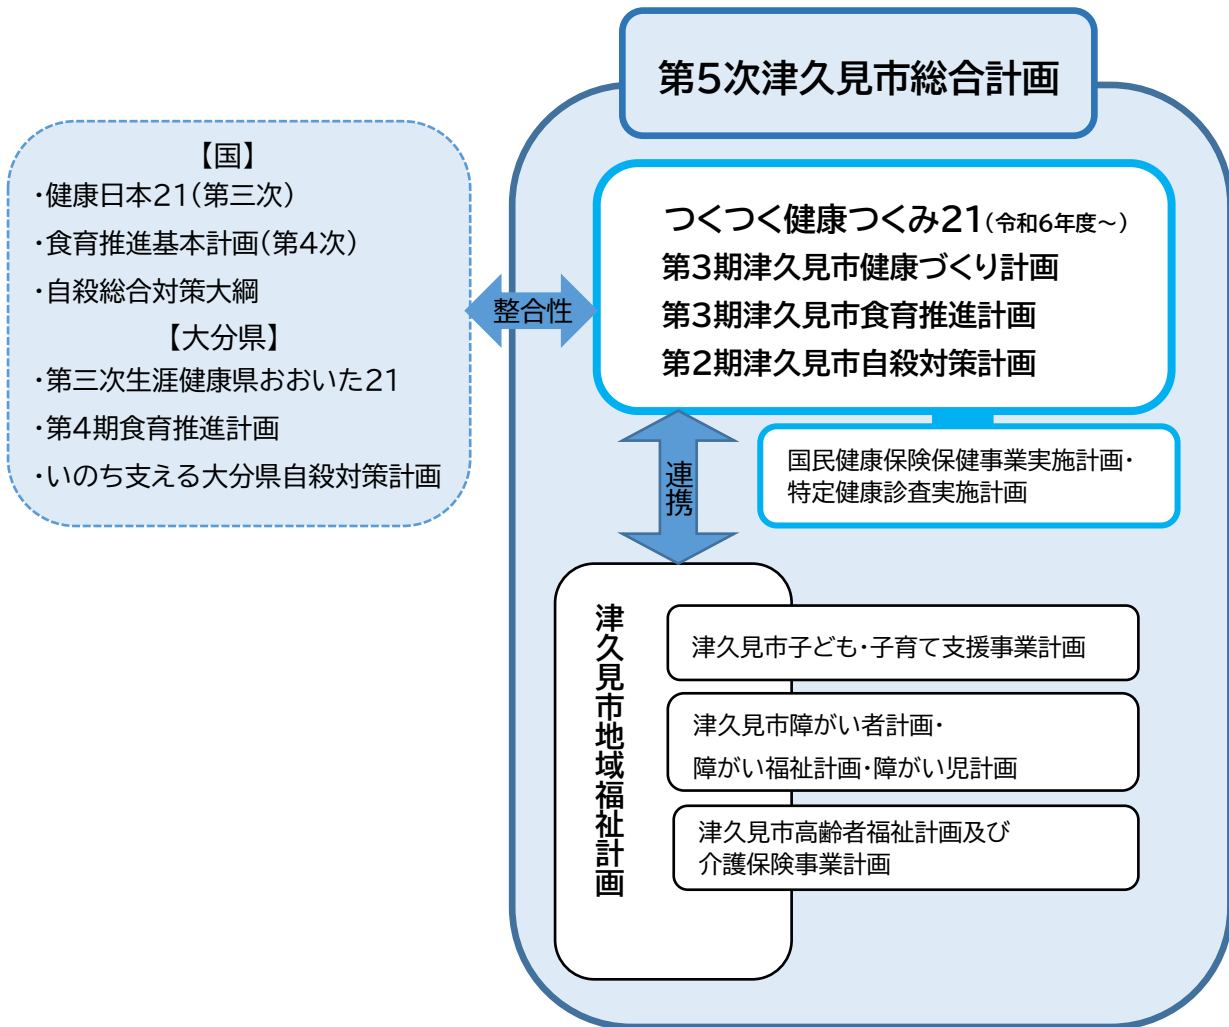 第5次津久見市総合計画
【国】
・健康日本21(第三次)
・食育推進基本計画(第4次)
・自殺総合対策大綱
【大分県】
・第三次生涯健康県おおいた21
・第4期食育推進計画
・いのち支える大分県自殺対策計画
整合性
つくつく健康つくみ21(令和6年度～)
第3期津久見市健康づくり計画
第3期津久見市食育推進計画
第2期津久見市自殺対策計画
国民健康保険保健事業実施計画・
特定健康診査実施計画
連携
津久見市地域福祉計画
津久見市子ども・子育て支援事業計画
津久見市障がい者計画・
障がい福祉計画・障がい児計画
津久見市高齢者福祉計画及び
介護保険事業計画